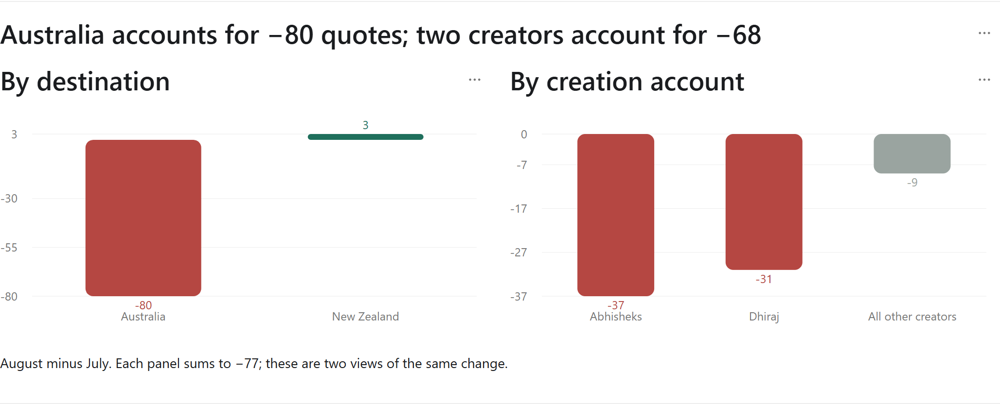 Australia accounts for −80 quotes; two creators account for −68
By destination
3
3
-30
-55
-80
-80
Australia
New Zealand
By creation account
0
-7
-17
-27
-37
-37
-31
-9
Abhisheks
Dhiraj
All other creators
August minus July. Each panel sums to −77; these are two views of the same change.